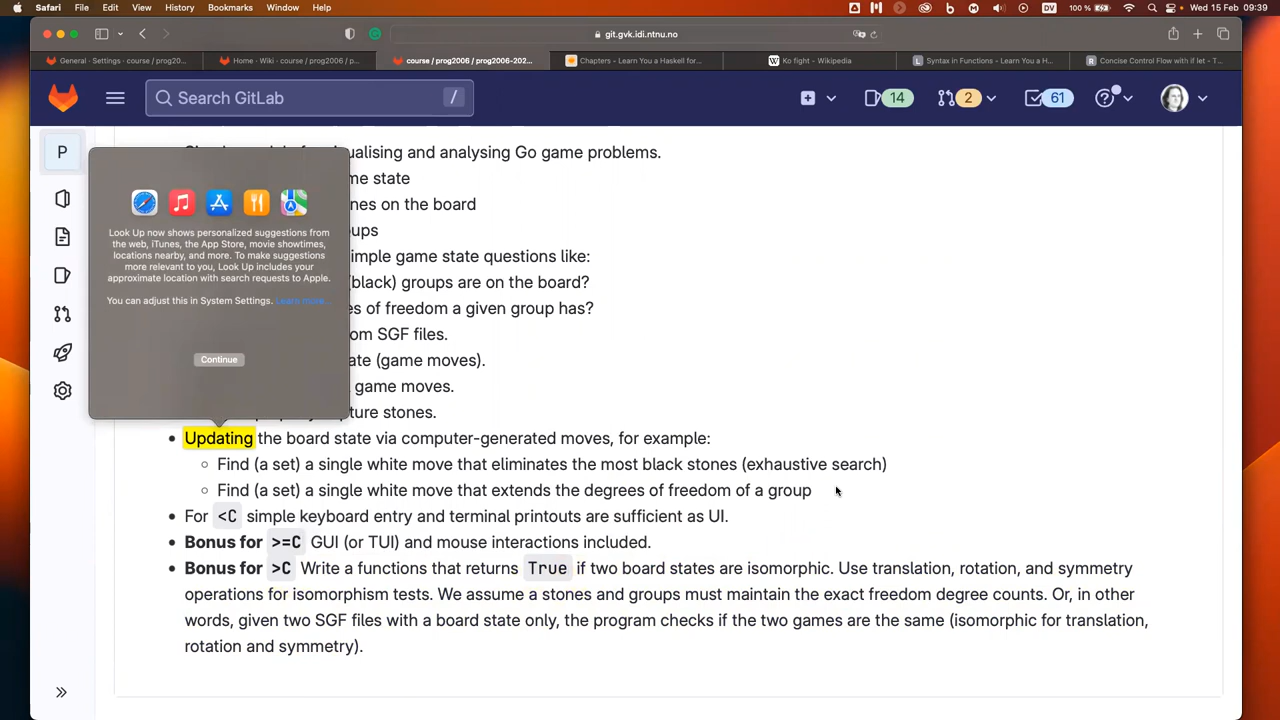 Safari File Edit View History Bookmarks Window Help DV 100 % Wed 15 Feb 09:39
git.gvk.idi.ntnu.no
General · Settings · course / prog20... Home · Wiki · course / prog2006 / p... course / prog2006 / prog2006-202... Chapters - Learn You a Haskell for... Ko fight - Wikipedia Syntax in Functions - Learn You a H... Concise Control Flow with if let - T...
Search GitLab / 14 2 61
P
ualising and analysing Go game problems.
me state
nes on the board
ups
imple game state questions like:
(black) groups are on the board?
es of freedom a given group has?
om SGF files.
ate (game moves).
game moves.
pture stones.
Look Up now shows personalized suggestions from
the web, iTunes, the App Store, movie showtimes,
locations nearby, and more. To make suggestions
more relevant to you, Look Up includes your
approximate location with search requests to Apple.
You can adjust this in System Settings. Learn more...
Continue
• Updating the board state via computer-generated moves, for example:
○ Find (a set) a single white move that eliminates the most black stones (exhaustive search)
○ Find (a set) a single white move that extends the degrees of freedom of a group
• For <C simple keyboard entry and terminal printouts are sufficient as UI.
• Bonus for >=C GUI (or TUI) and mouse interactions included.
• Bonus for >C Write a functions that returns True if two board states are isomorphic. Use translation, rotation, and symmetry
operations for isomorphism tests. We assume a stones and groups must maintain the exact freedom degree counts. Or, in other
words, given two SGF files with a board state only, the program checks if the two games are the same (isomorphic for translation,
rotation and symmetry).